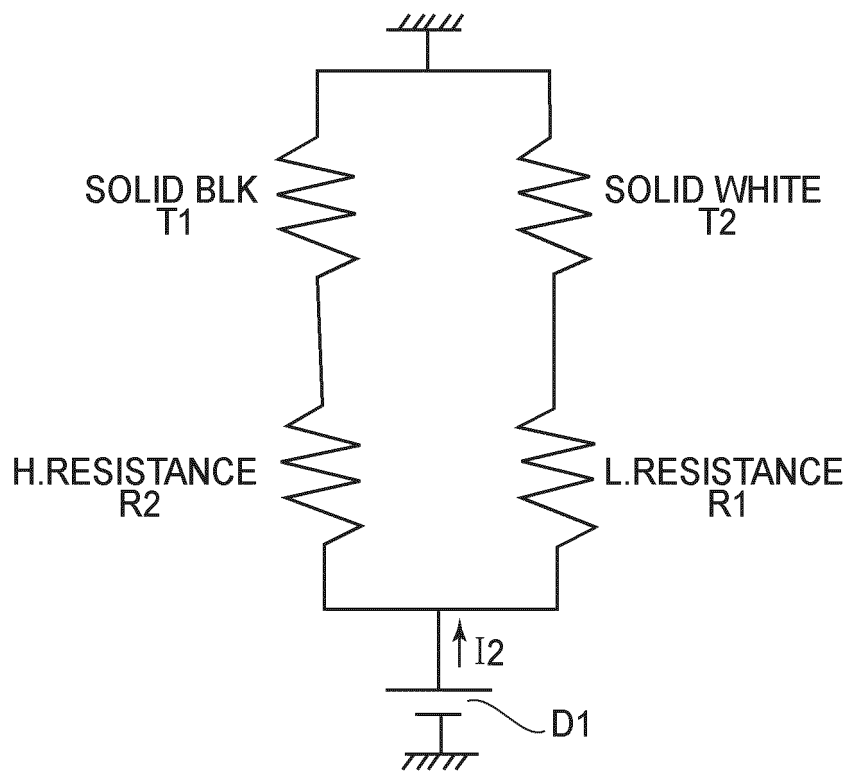 SOLID BLK
T1
SOLID WHITE
T2
H.RESISTANCE
R2
L.RESISTANCE
R1
I2
D1